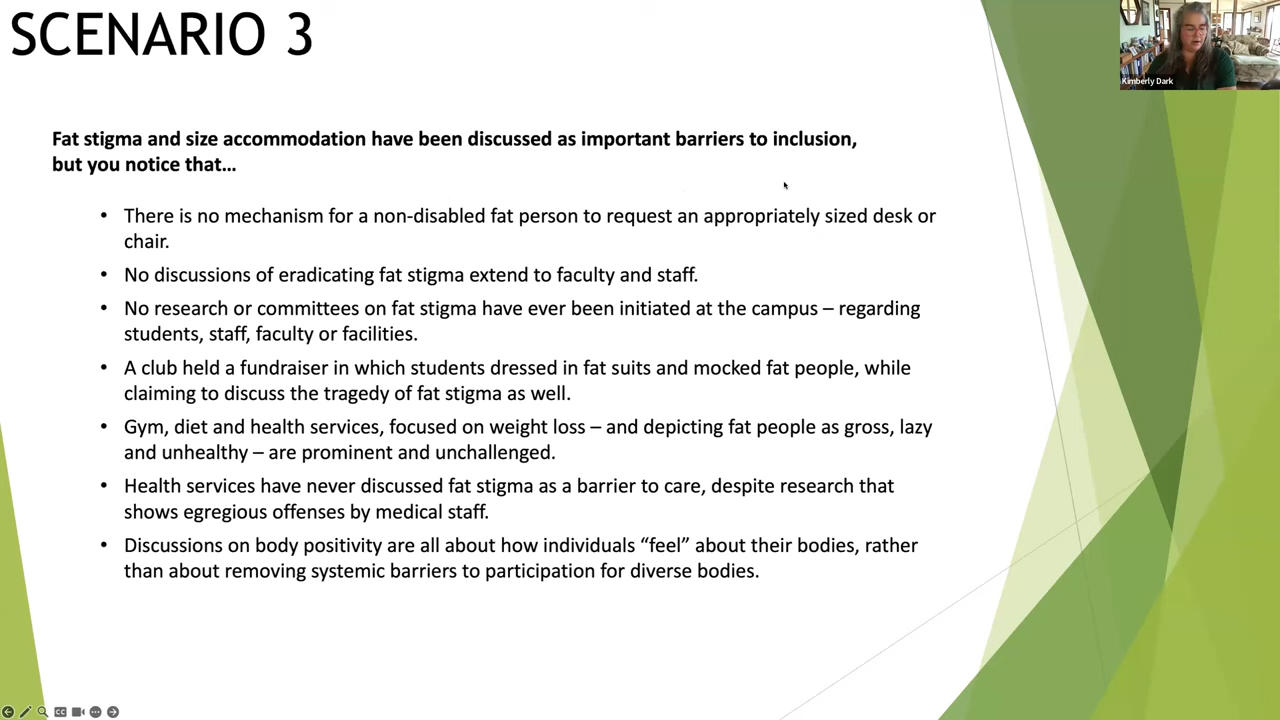 SCENARIO 3
Kimberly Dark
Fat stigma and size accommodation have been discussed as important barriers to inclusion,
but you notice that…
• There is no mechanism for a non-disabled fat person to request an appropriately sized desk or
chair.
• No discussions of eradicating fat stigma extend to faculty and staff.
• No research or committees on fat stigma have ever been initiated at the campus – regarding
students, staff, faculty or facilities.
• A club held a fundraiser in which students dressed in fat suits and mocked fat people, while
claiming to discuss the tragedy of fat stigma as well.
• Gym, diet and health services, focused on weight loss – and depicting fat people as gross, lazy
and unhealthy – are prominent and unchallenged.
• Health services have never discussed fat stigma as a barrier to care, despite research that
shows egregious offenses by medical staff.
• Discussions on body positivity are all about how individuals “feel” about their bodies, rather
than about removing systemic barriers to participation for diverse bodies.
CC